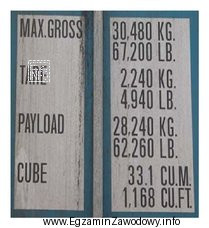 MAX.GROSS 30,480 KG.
67,200 LB.
TARE 2,240 KG.
4,940 LB.
PAYLOAD 28,240 KG.
62,260 LB.
CUBE 33.1 CU.M.
1,168 CU.FT.
www.EgzaminZawodowy.info